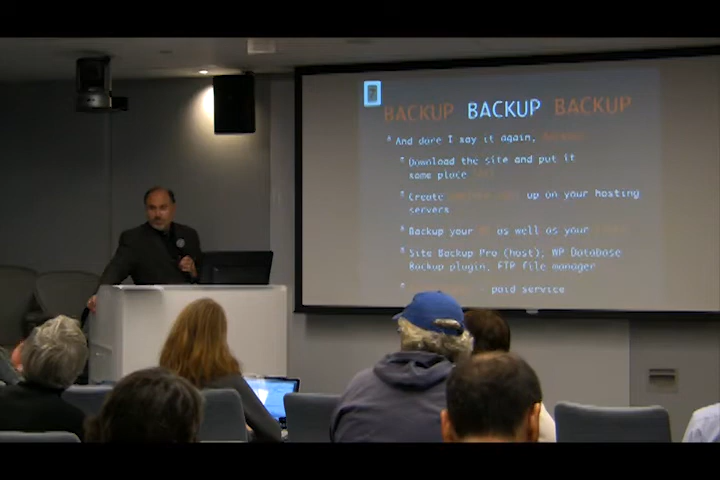 BACKUP BACKUP BACKUP
* And dare I say it again,
* Download the site and put it
some place
* Create up on your hosting
servers
* Backup your as well as your
* Site Backup Pro (host), WP Database
Backup plugin, FTP file manager
- paid service